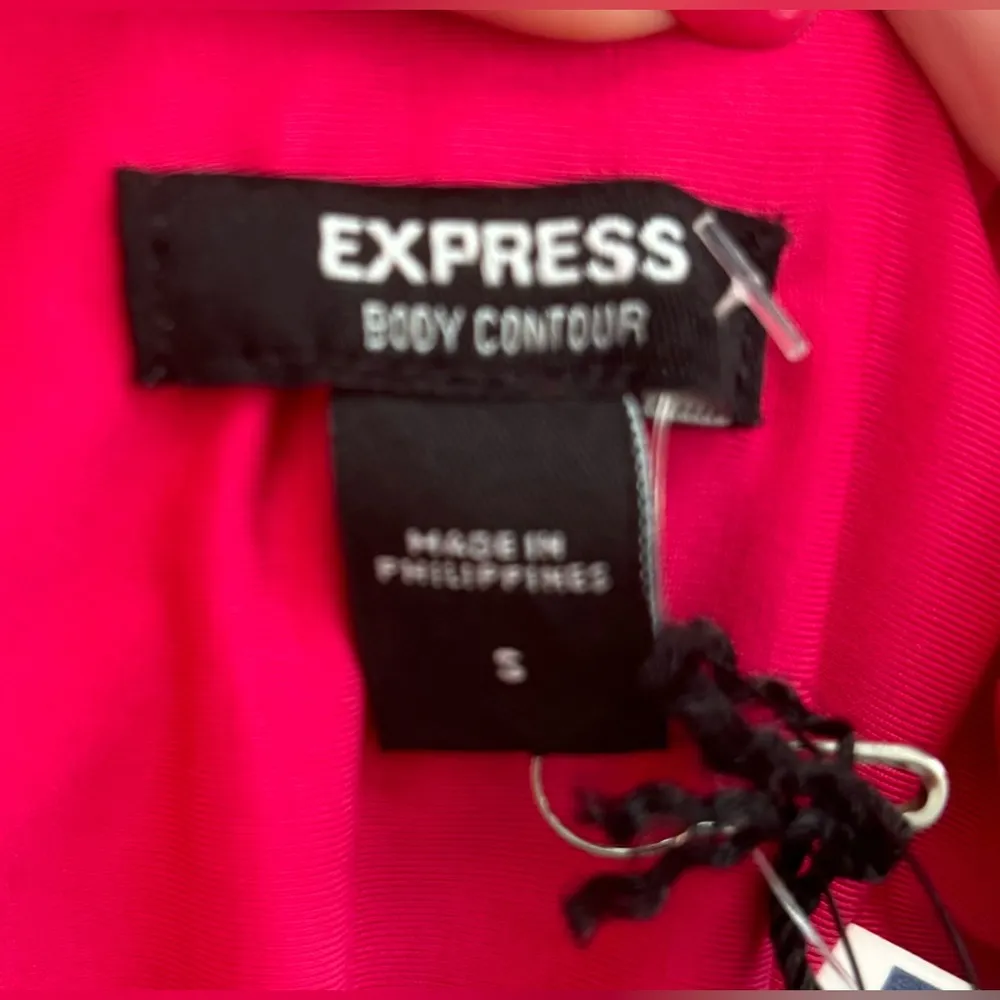 EXPRESS
BODY CONTOUR
MADE IN
PHILIPPINES
S